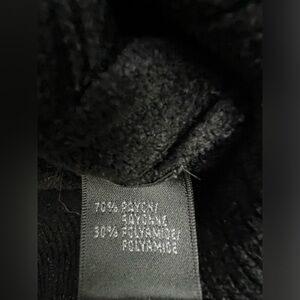 70% RAYON/
RAYONNE
30% POLYAMIDE/
POLYAMIDE